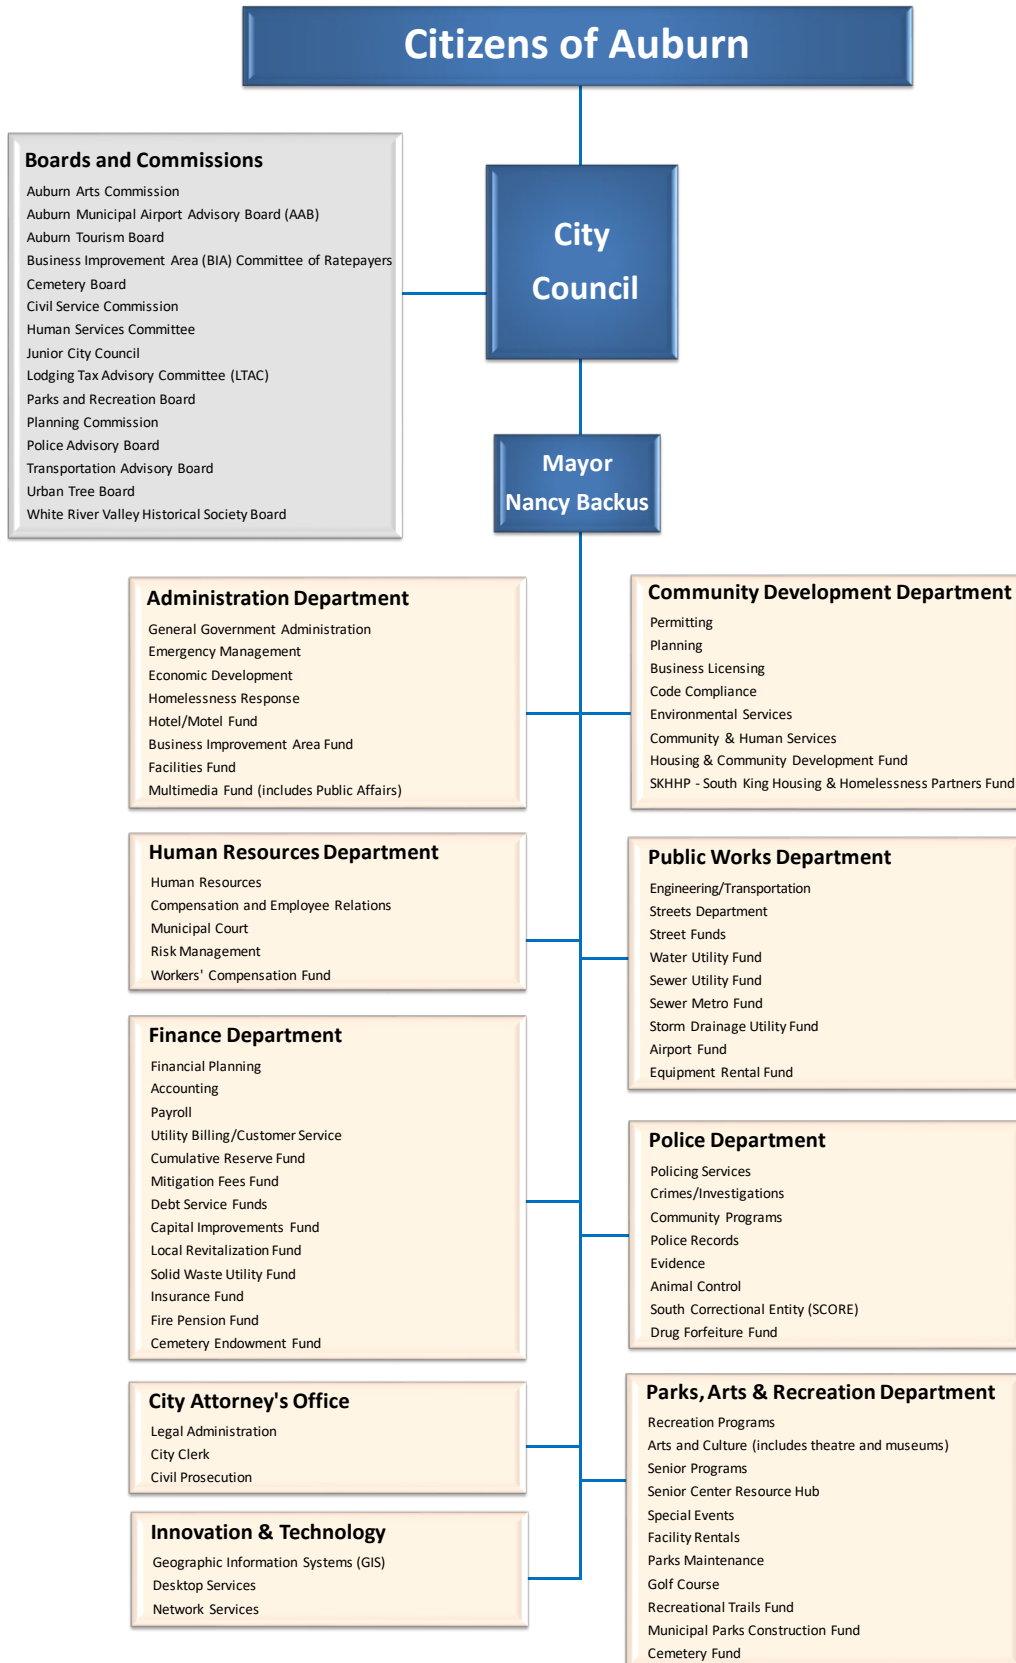 Citizens of Auburn
Boards and Commissions
Auburn Arts Commission
Auburn Municipal Airport Advisory Board (AAB)
Auburn Tourism Board
Business Improvement Area (BIA) Committee of Ratepayers
Cemetery Board
Civil Service Commission
Human Services Committee
Junior City Council
Lodging Tax Advisory Committee (LTAC)
Parks and Recreation Board
Planning Commission
Police Advisory Board
Transportation Advisory Board
Urban Tree Board
White River Valley Historical Society Board
City
Council
Mayor
Nancy Backus
Administration Department
General Government Administration
Emergency Management
Economic Development
Homelessness Response
Hotel/Motel Fund
Business Improvement Area Fund
Facilities Fund
Multimedia Fund (includes Public Affairs)
Community Development Department
Permitting
Planning
Business Licensing
Code Compliance
Environmental Services
Community & Human Services
Housing & Community Development Fund
SKHHP - South King Housing & Homelessness Partners Fund
Human Resources Department
Human Resources
Compensation and Employee Relations
Municipal Court
Risk Management
Workers' Compensation Fund
Public Works Department
Engineering/Transportation
Streets Department
Street Funds
Water Utility Fund
Sewer Utility Fund
Sewer Metro Fund
Storm Drainage Utility Fund
Airport Fund
Equipment Rental Fund
Finance Department
Financial Planning
Accounting
Payroll
Utility Billing/Customer Service
Cumulative Reserve Fund
Mitigation Fees Fund
Debt Service Funds
Capital Improvements Fund
Local Revitalization Fund
Solid Waste Utility Fund
Insurance Fund
Fire Pension Fund
Cemetery Endowment Fund
Police Department
Policing Services
Crimes/Investigations
Community Programs
Police Records
Evidence
Animal Control
South Correctional Entity (SCORE)
Drug Forfeiture Fund
City Attorney's Office
Legal Administration
City Clerk
Civil Prosecution
Parks, Arts & Recreation Department
Recreation Programs
Arts and Culture (includes theatre and museums)
Senior Programs
Senior Center Resource Hub
Special Events
Facility Rentals
Parks Maintenance
Golf Course
Recreational Trails Fund
Municipal Parks Construction Fund
Cemetery Fund
Innovation & Technology
Geographic Information Systems (GIS)
Desktop Services
Network Services